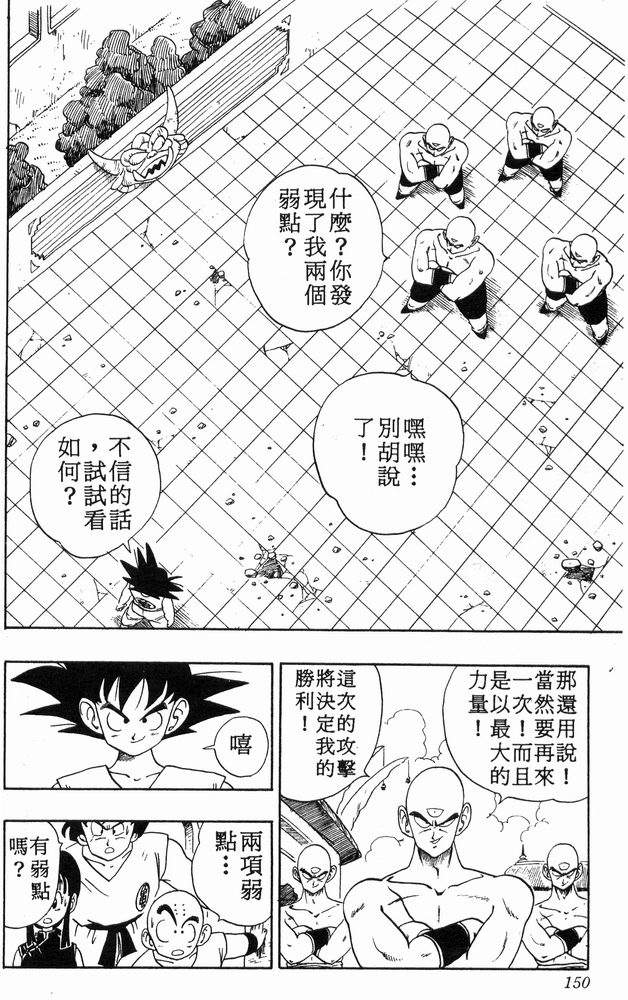 什麼？你發
現了我兩個
弱點？
嘿嘿…
別胡說
了！
不信的話
，試試看
如何？
那還用說！
當然要再來
一次！而且
是以最大的
力量！
這次的攻擊
將決定我的
勝利！
嘻
兩項弱
點…
有弱點
嗎？
150